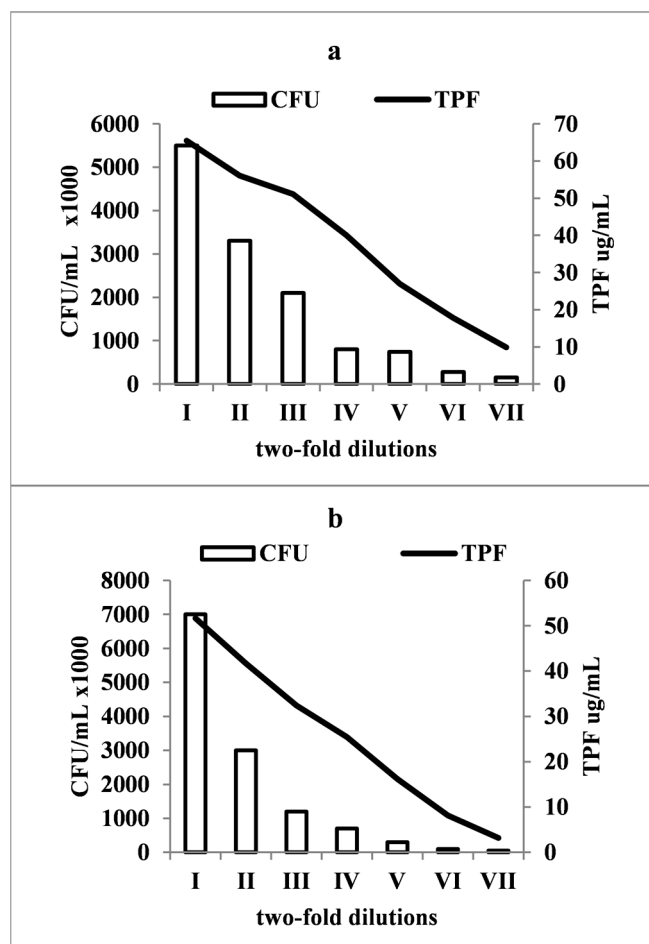 a
CFU TPF
6000
5000
4000
3000
2000
1000
0
CFU/mL x1000
70
60
50
40
30
20
10
0
TPF ug/mL
I II III IV V VI VII
two-fold dilutions
b
CFU TPF
8000
7000
6000
5000
4000
3000
2000
1000
0
CFU/mL x1000
60
50
40
30
20
10
0
TPF ug/mL
I II III IV V VI VII
two-fold dilutions